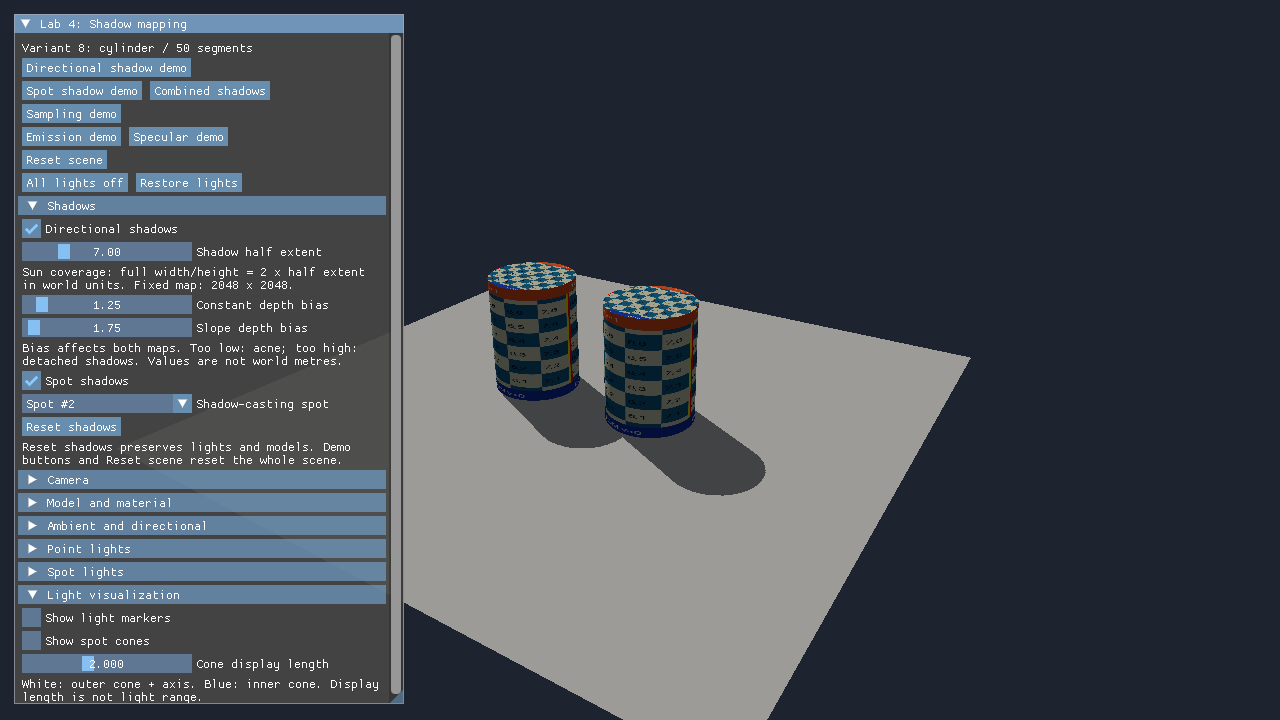 Lab 4: Shadow mapping
Variant 8: cylinder / 50 segments
Directional shadow demo
Spot shadow demo Combined shadows
Sampling demo
Emission demo Specular demo
Reset scene
All lights off Restore lights
Shadows
Directional shadows
7.00 Shadow half extent
Sun coverage: full width/height = 2 x half extent
in world units. Fixed map: 2048 x 2048.
1.25 Constant depth bias
1.75 Slope depth bias
Bias affects both maps. Too low: acne; too high:
detached shadows. Values are not world metres.
Spot shadows
Spot #2 Shadow-casting spot
Reset shadows
Reset shadows preserves lights and models. Demo
buttons and Reset scene reset the whole scene.
Camera
Model and material
Ambient and directional
Point lights
Spot lights
Light visualization
Show light markers
Show spot cones
2.000 Cone display length
White: outer cone + axis. Blue: inner cone. Display
length is not light range.